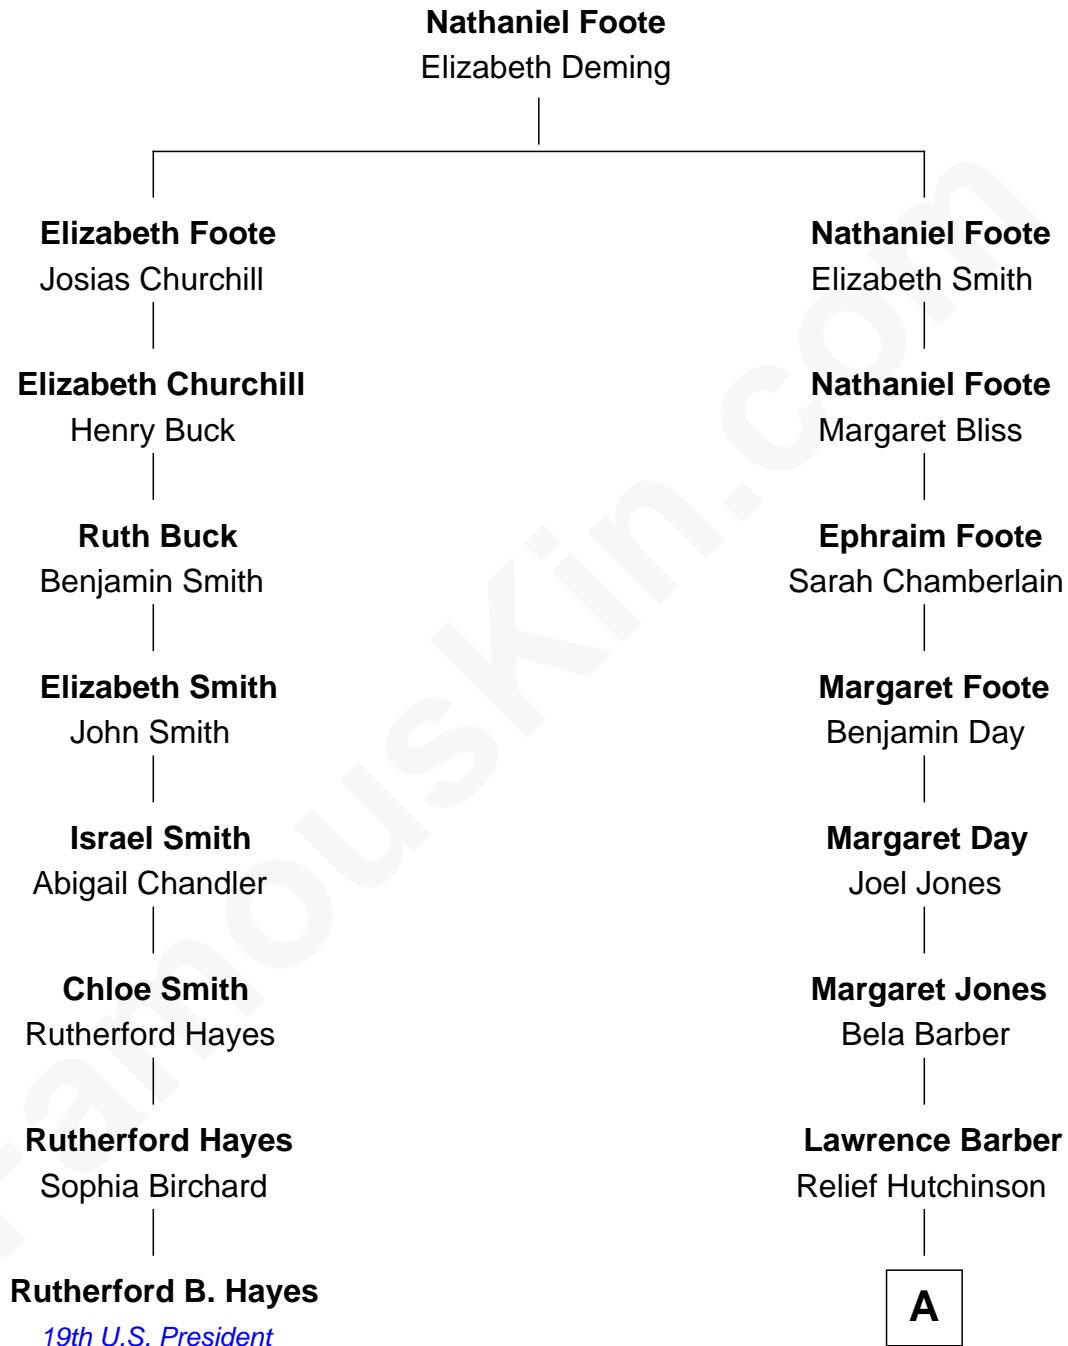 Nathaniel Foote
Elizabeth Deming
Elizabeth Foote
Josias Churchill
Nathaniel Foote
Elizabeth Smith
Elizabeth Churchill
Henry Buck
Nathaniel Foote
Margaret Bliss
Ruth Buck
Benjamin Smith
Ephraim Foote
Sarah Chamberlain
Elizabeth Smith
John Smith
Margaret Foote
Benjamin Day
Israel Smith
Abigail Chandler
Margaret Day
Joel Jones
Chloe Smith
Rutherford Hayes
Margaret Jones
Bela Barber
Rutherford Hayes
Sophia Birchard
Lawrence Barber
Relief Hutchinson
Rutherford B. Hayes
19th U.S. President
A
FamousKin.com